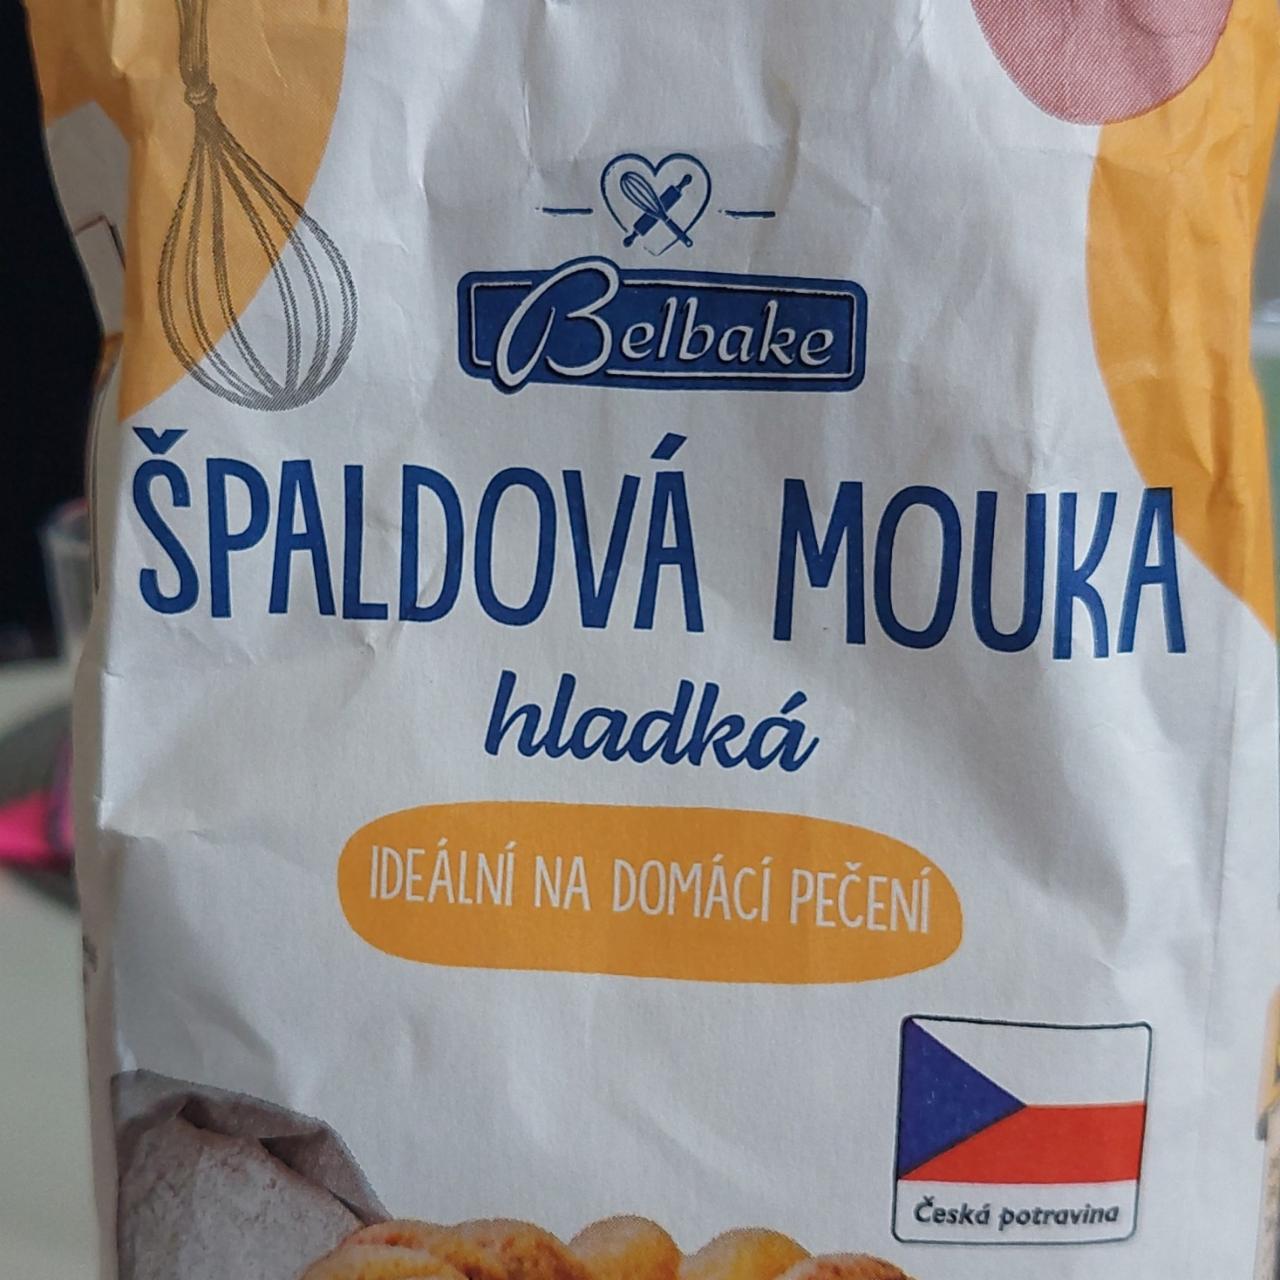 Belbake
ŠPALDOVÁ MOUKA
hladká
IDEÁLNÍ NA DOMÁCÍ PEČENÍ
Česká potravina